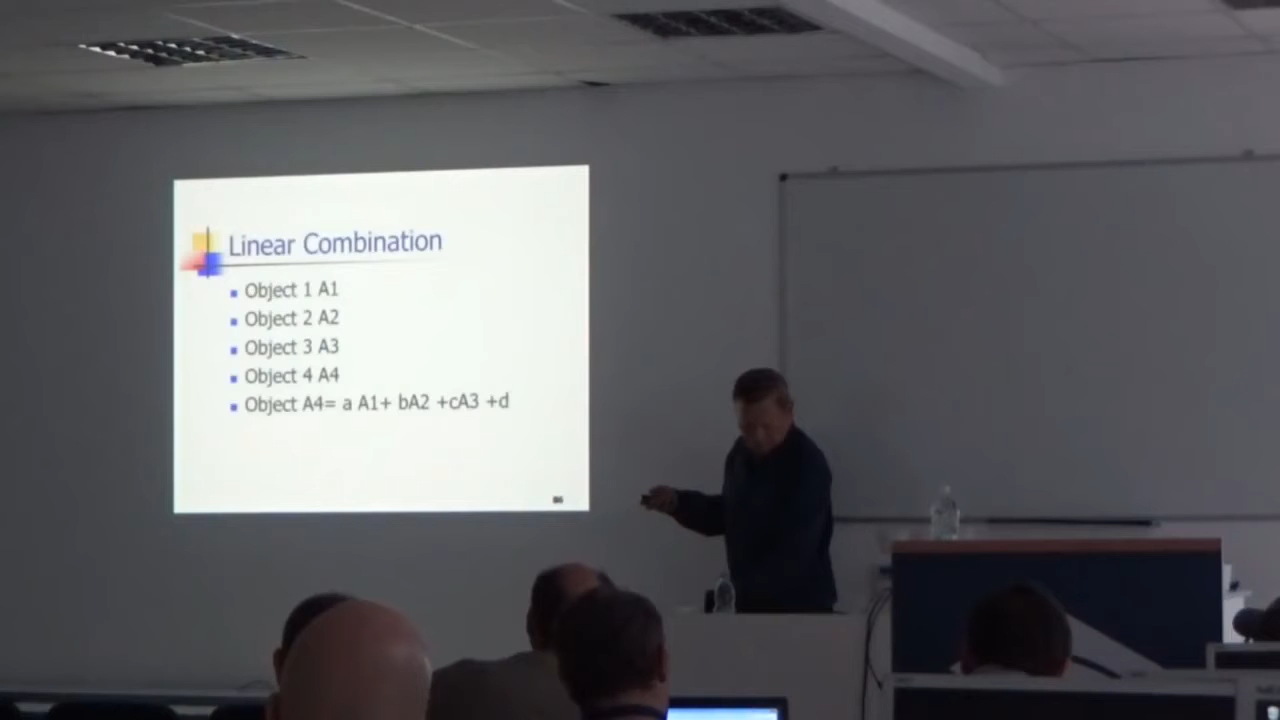 Linear Combination
Object 1 A1
Object 2 A2
Object 3 A3
Object 4 A4
Object A4= a A1+ bA2 +cA3 +d